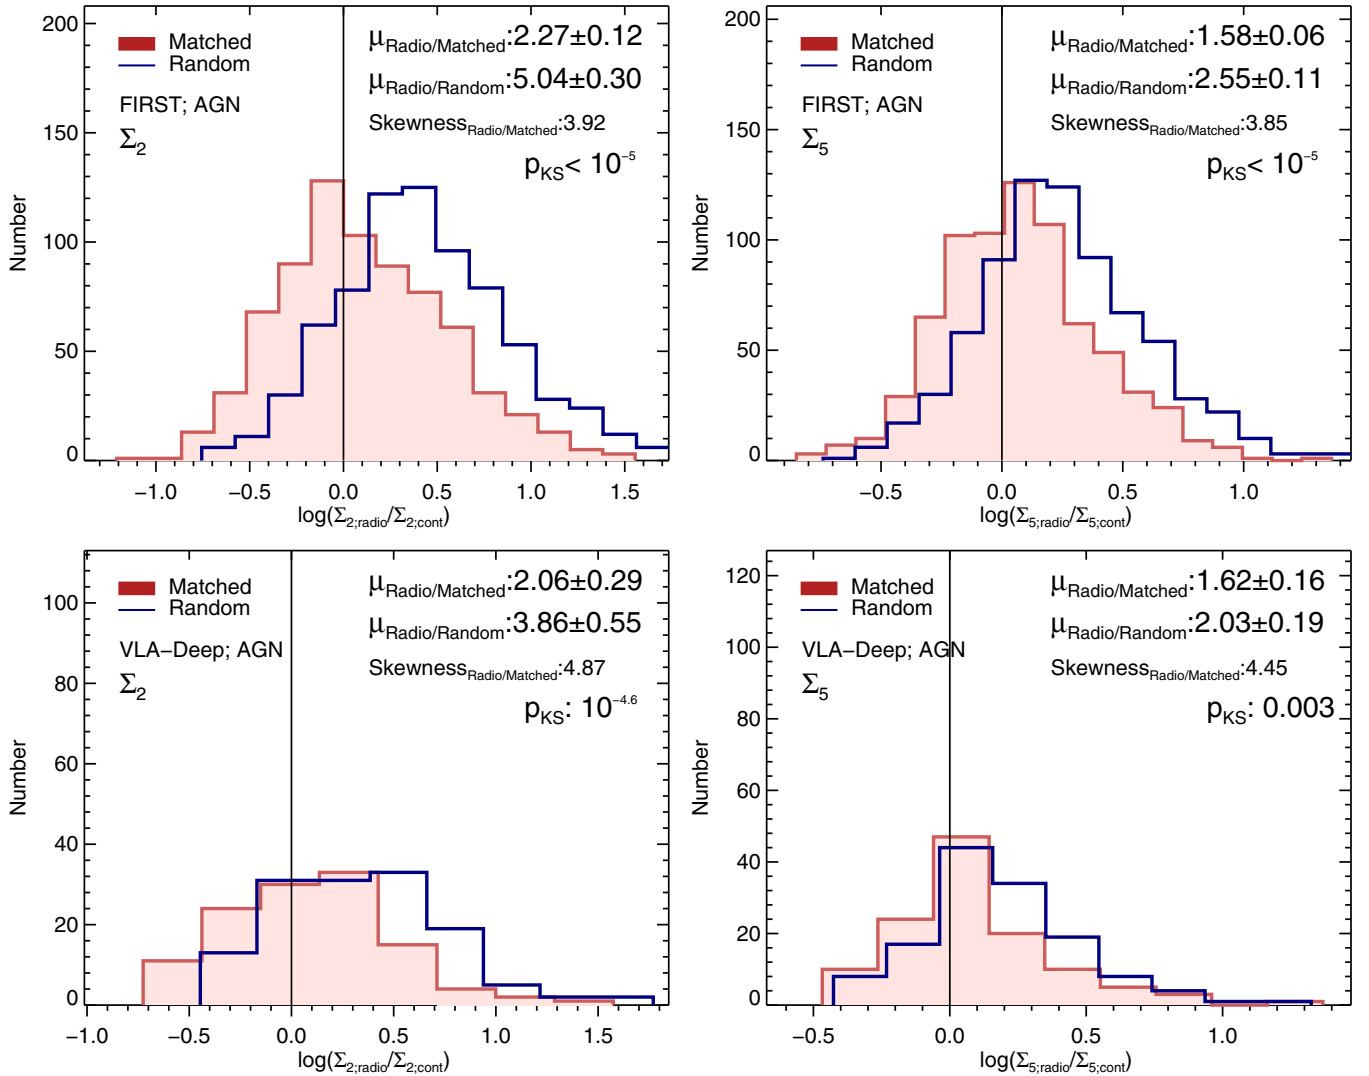 200
150
100
50
0
Number
Matched
Random
FIRST; AGN
Σ2
μRadio/Matched:2.27±0.12
μRadio/Random:5.04±0.30
SkewnessRadio/Matched:3.92
pKS< 10−5
−1.0 −0.5 0.0 0.5 1.0 1.5
log(Σ2;radio/Σ2;cont)
200
150
100
50
0
Number
Matched
Random
FIRST; AGN
Σ5
μRadio/Matched:1.58±0.06
μRadio/Random:2.55±0.11
SkewnessRadio/Matched:3.85
pKS< 10−5
−0.5 0.0 0.5 1.0
log(Σ5;radio/Σ5;cont)
100
80
60
40
20
0
Number
Matched
Random
VLA−Deep; AGN
Σ2
μRadio/Matched:2.06±0.29
μRadio/Random:3.86±0.55
SkewnessRadio/Matched:4.87
pKS: 10−4.6
−1.0 −0.5 0.0 0.5 1.0 1.5
log(Σ2;radio/Σ2;cont)
120
100
80
60
40
20
0
Number
Matched
Random
VLA−Deep; AGN
Σ5
μRadio/Matched:1.62±0.16
μRadio/Random:2.03±0.19
SkewnessRadio/Matched:4.45
pKS: 0.003
−0.5 0.0 0.5 1.0
log(Σ5;radio/Σ5;cont)